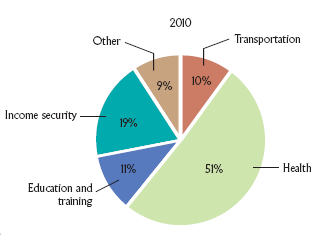 2010
Other
Transportation
9%
10%
Income security
19%
11%
51%
Health
Education and
training